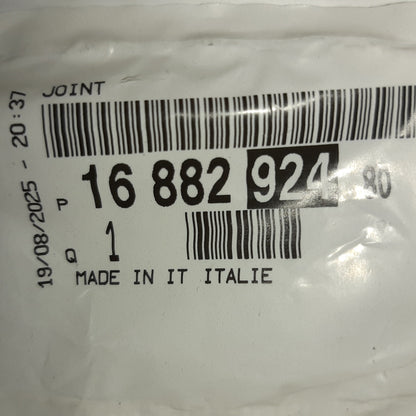 JOINT
P 16 882 924 80
Q 1
MADE IN IT ITALIE
19/08/2025 - 20:37